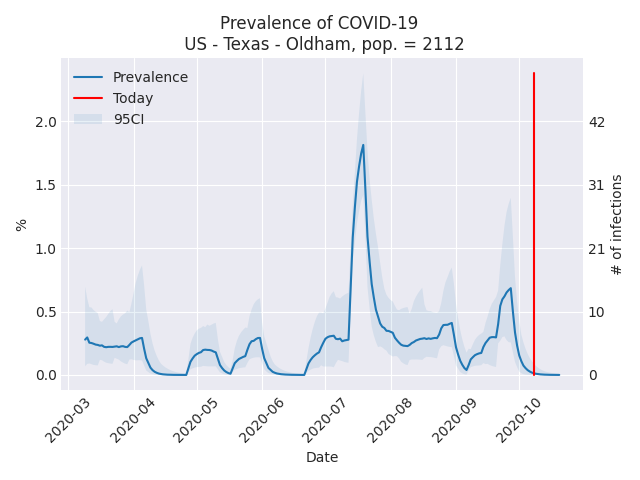 Prevalence of COVID-19
US - Texas - Oldham, pop. = 2112
Prevalence
Today
95CI
%
2.0
1.5
1.0
0.5
0.0
42
31
21
10
0
# of infections
2020-03
2020-04
2020-05
2020-06
2020-07
2020-08
2020-09
2020-10
Date